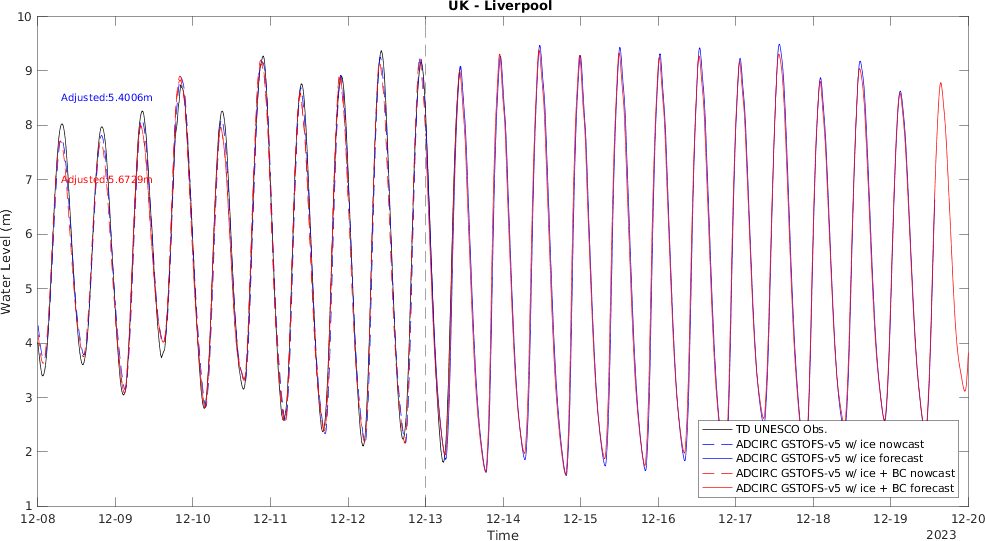 UK - Liverpool
10
9
8
7
6
5
4
3
2
1
Water Level (m)
Adjusted:5.4006m
Adjusted:5.6729m
TD UNESCO Obs.
ADCIRC GSTOFS-v5 w/ ice nowcast
ADCIRC GSTOFS-v5 w/ ice forecast
ADCIRC GSTOFS-v5 w/ ice + BC nowcast
ADCIRC GSTOFS-v5 w/ ice + BC forecast
12-08 12-09 12-10 12-11 12-12 12-13 12-14 12-15 12-16 12-17 12-18 12-19 12-20
Time
2023